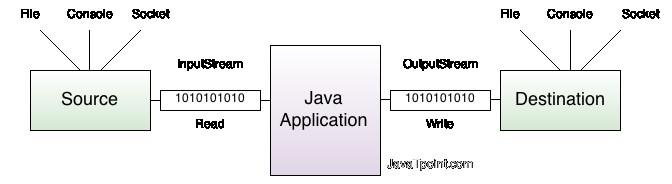 File Console Socket
File Console Socket
InputStream
OutputStream
Source
1010101010
Java
Application
1010101010
Destination
Read
Write
JavaTpoint.com